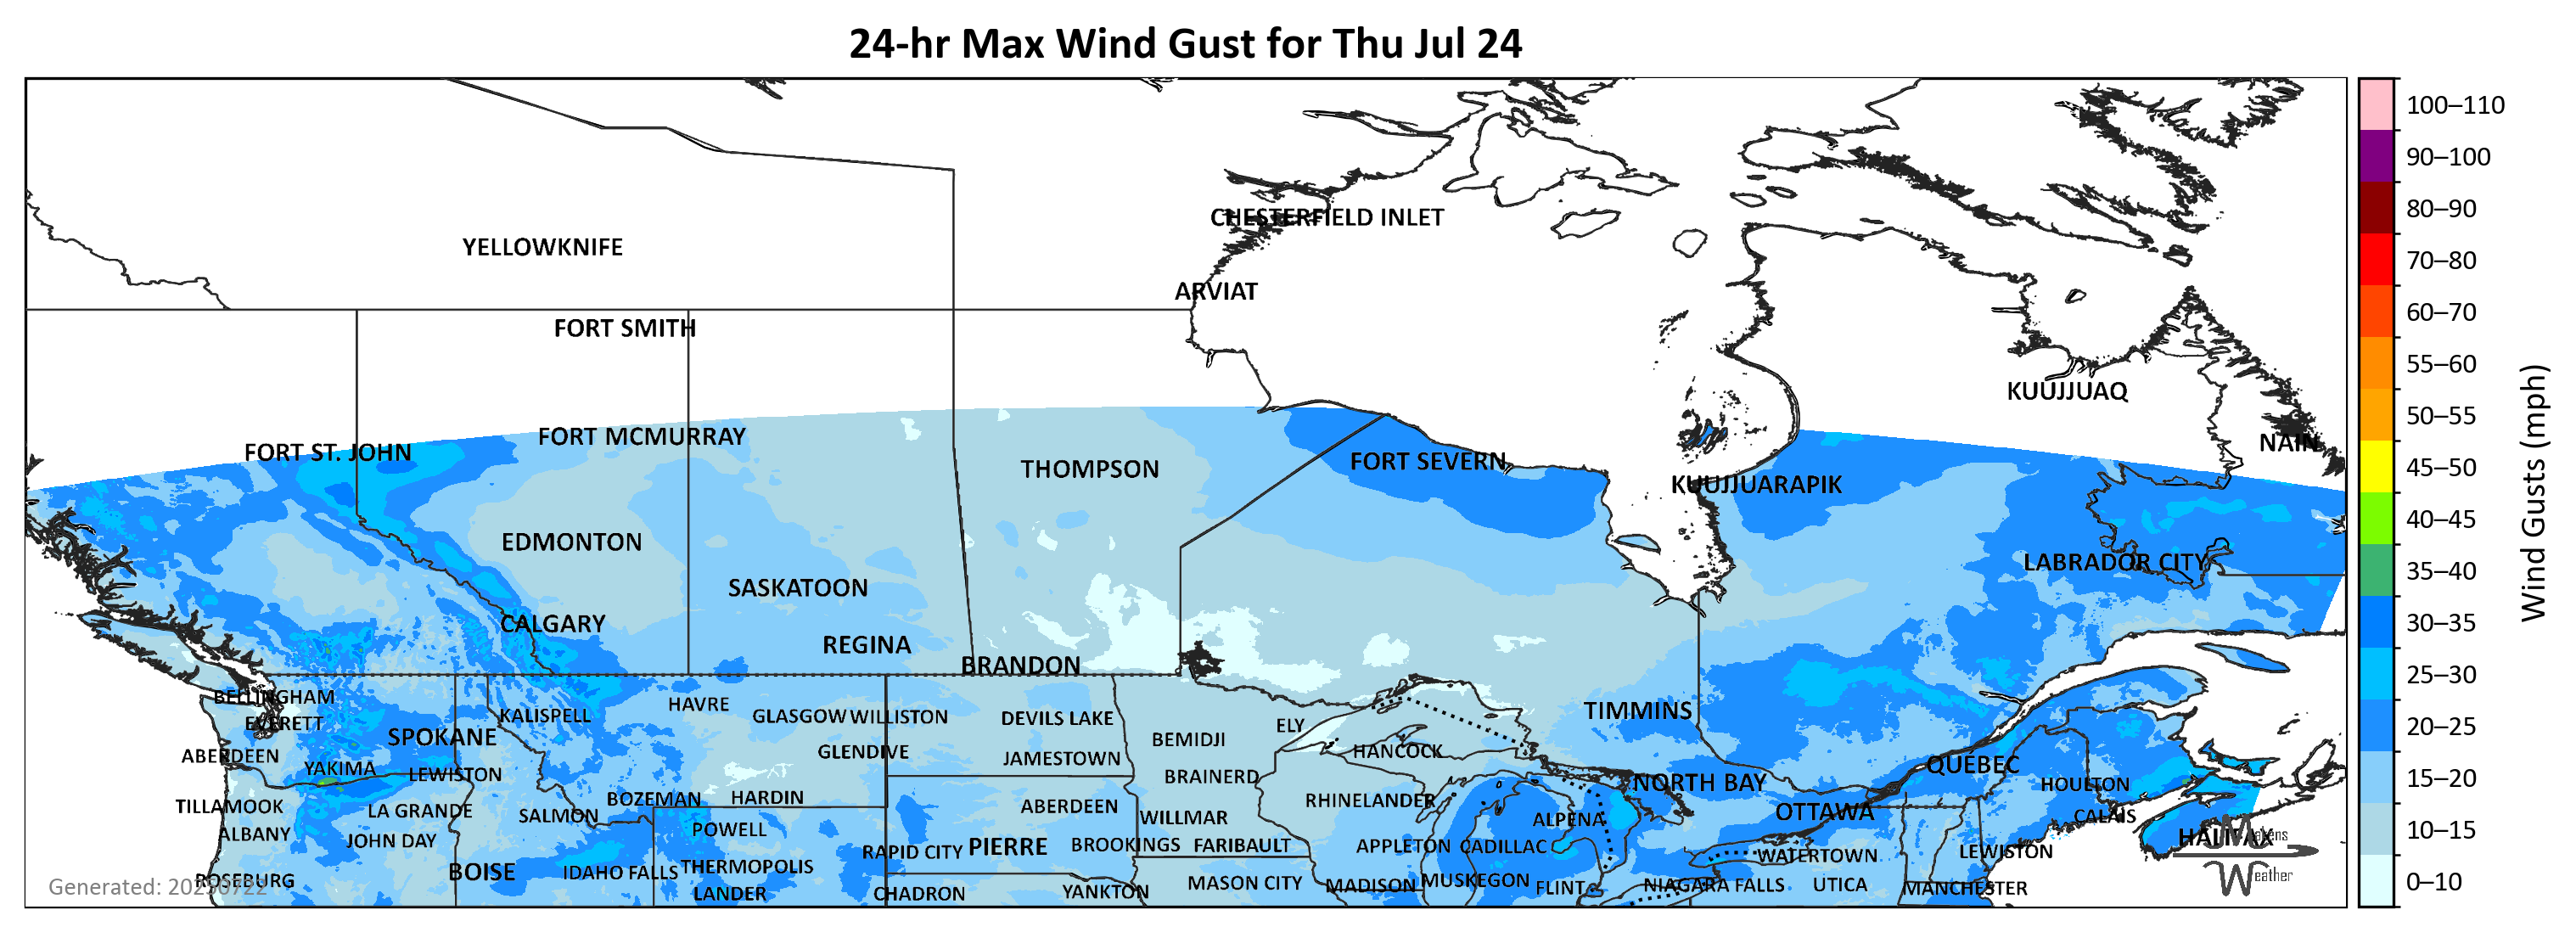 24-hr Max Wind Gust for Thu Jul 24
100–110
90–100
80–90
70–80
60–70
55–60
50–55
45–50
40–45
35–40
30–35
25–30
20–25
15–20
10–15
0–10
Wind Gusts (mph)
CHESTERFIELD INLET
YELLOWKNIFE
ARVIAT
FORT SMITH
KUUJJUAQ
NAIN
FORT MCMURRAY
FORT ST. JOHN
THOMPSON
FORT SEVERN
KUUJJUARAPIK
EDMONTON
LABRADOR CITY
SASKATOON
CALGARY
REGINA
BRANDON
BELLINGHAM
HAVRE
TIMMINS
KALISPELL
GLASGOW
WILLISTON
DEVILS LAKE
EVERETT
ELY
SPOKANE
BEMIDJI
ABERDEEN
GLENDIVE
JAMESTOWN
HANCOCK
QUÉBEC
YAKIMA
LEWISTON
BRAINERD
NORTH BAY
HOULTON
TILLAMOOK
LA GRANDE
BOZEMAN
HARDIN
ABERDEEN
RHINELANDER
SALMON
WILLMAR
ALPENA
OTTAWA
CALAIS
ALBANY
JOHN DAY
POWELL
HALIFAX
Makens
Weather
RAPID CITY
PIERRE
BROOKINGS
FARIBAULT
APPLETON
CADILLAC
WATERTOWN
LEWISTON
BOISE
IDAHO FALLS
THERMOPOLIS
ROSEBURG
LANDER
CHADRON
YANKTON
MASON CITY
MADISON
MUSKEGON
FLINT
NIAGARA FALLS
UTICA
MANCHESTER
Generated: 20250722